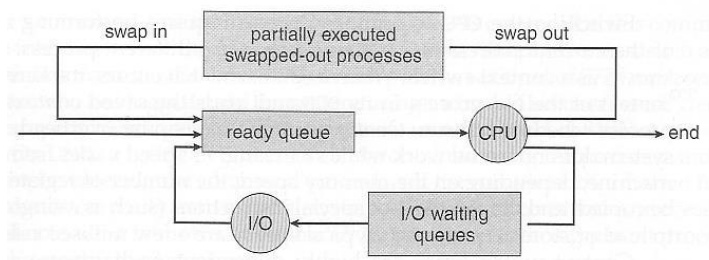 swap in
partially executed
swapped-out processes
swap out
ready queue
CPU
end
I/O
I/O waiting
queues